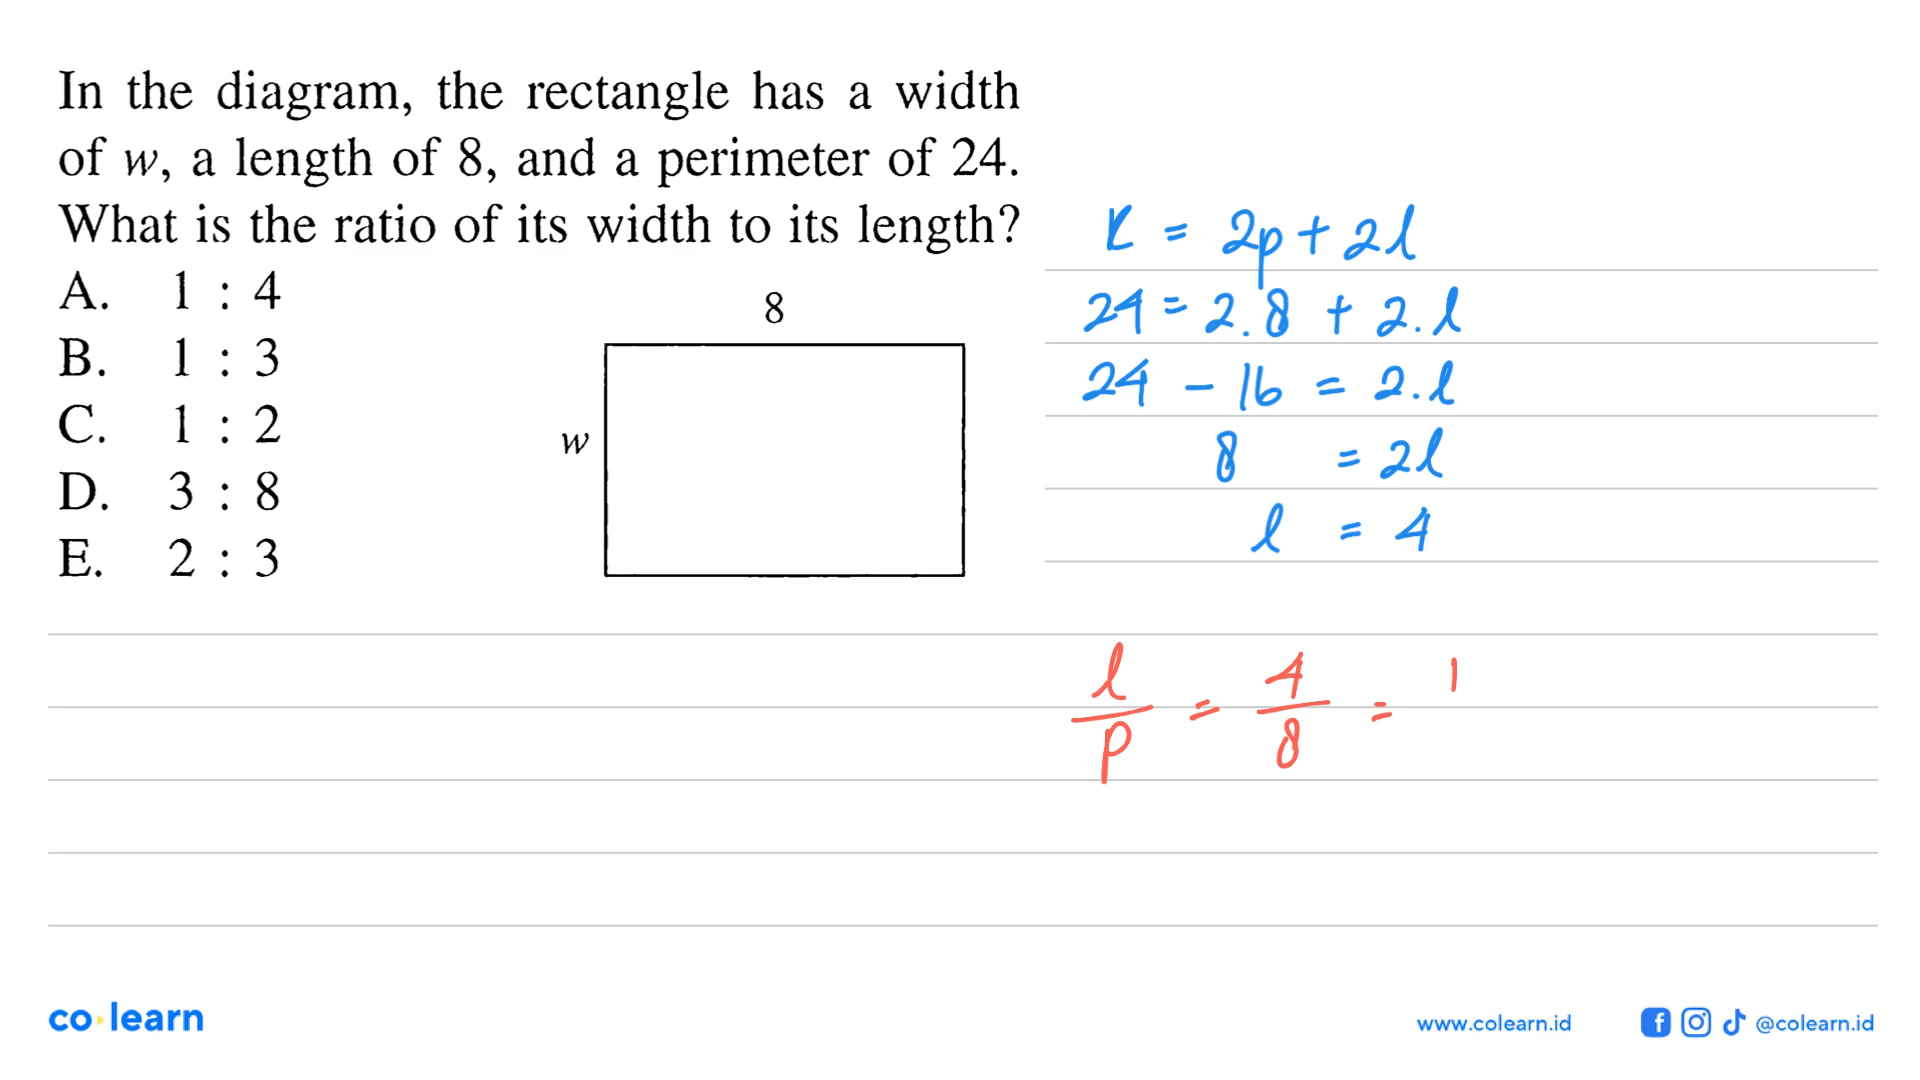 In the diagram, the rectangle has a width
of w, a length of 8, and a perimeter of 24.
What is the ratio of its width to its length?
A. 1 : 4
B. 1 : 3
C. 1 : 2
D. 3 : 8
E. 2 : 3
8
w
K = 2p + 2l
24 = 2.8 + 2.l
24 - 16 = 2.l
8 = 2l
l = 4
l/p = 4/8 = 1
co learn
www.colearn.id
@colearn.id